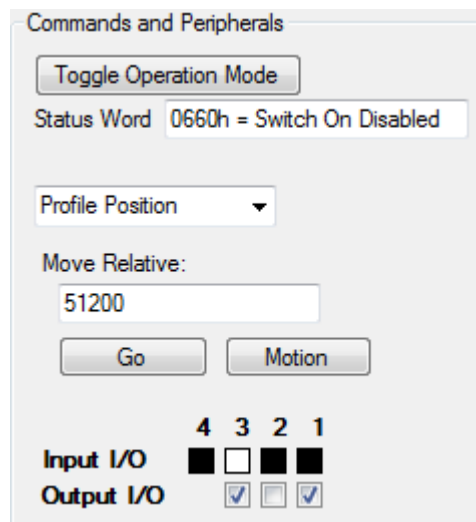 Commands and Peripherals
Toggle Operation Mode
Status Word 0660h = Switch On Disabled
Profile Position
Move Relative:
51200
Go Motion
4 3 2 1
Input I/O
Output I/O